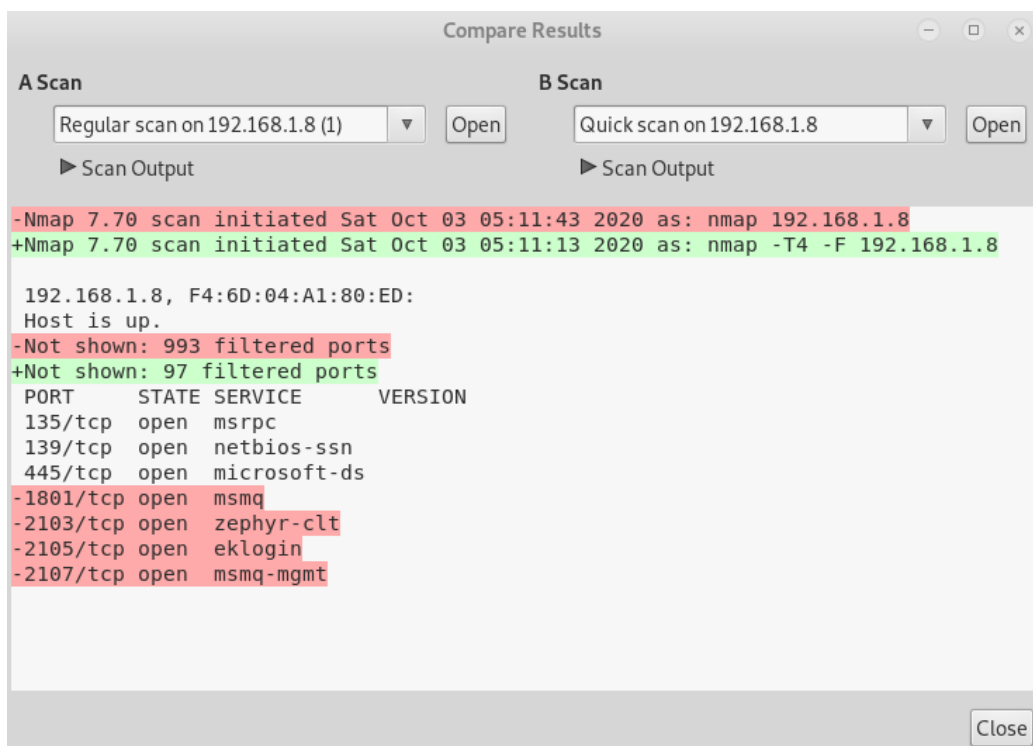 Compare Results
A Scan
B Scan
Regular scan on 192.168.1.8 (1)
Open
Quick scan on 192.168.1.8
Open
Scan Output
Scan Output
-Nmap 7.70 scan initiated Sat Oct 03 05:11:43 2020 as: nmap 192.168.1.8
+Nmap 7.70 scan initiated Sat Oct 03 05:11:13 2020 as: nmap -T4 -F 192.168.1.8
192.168.1.8, F4:6D:04:A1:80:ED:
Host is up.
-Not shown: 993 filtered ports
+Not shown: 97 filtered ports
PORT     STATE SERVICE      VERSION
135/tcp  open  msrpc
139/tcp  open  netbios-ssn
445/tcp  open  microsoft-ds
-1801/tcp open  msmq
-2103/tcp open  zephyr-clt
-2105/tcp open  eklogin
-2107/tcp open  msmq-mgmt
Close